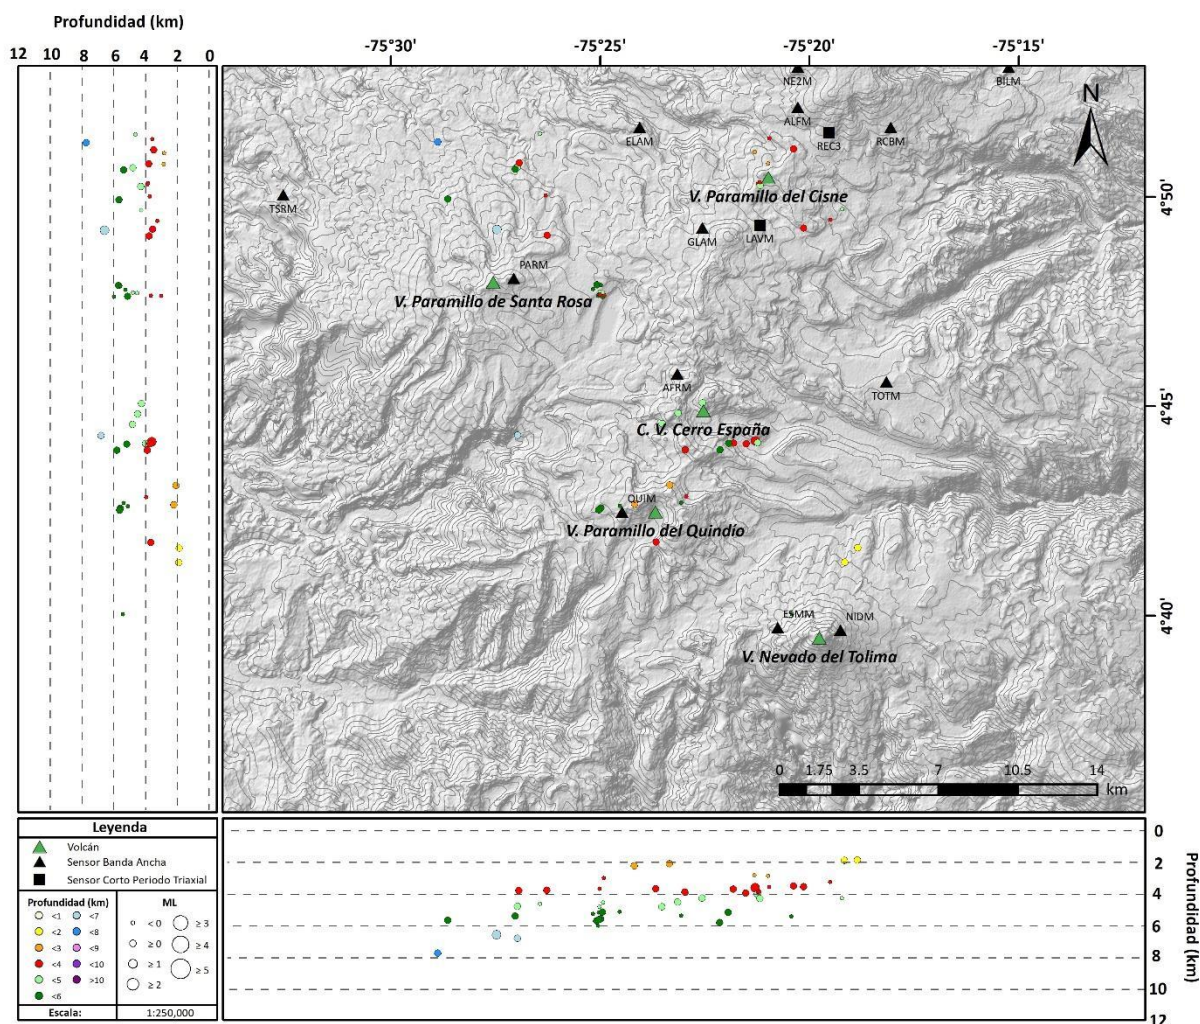 Profundidad (km)
12 10 8 6 4 2 0
-75°30' -75°25' -75°20' -75°15'
NE2M
BILM
N
ALFM
ELAM
REC3
RCBM
4°50'
TSRM
V. Paramillo del Cisne
GLAM
LAVM
PARM
V. Paramillo de Santa Rosa
AFRM
TOTM
4°45'
C. V. Cerro España
QUIM
V. Paramillo del Quindío
4°40'
ESMM
NIDM
V. Nevado del Tolima
0 1.75 3.5 7 10.5 14
km
Leyenda
Volcán
Sensor Banda Ancha
Sensor Corto Periodo Triaxial
Profundidad (km)
<1 <7
<2 <8
<3 <9
<4 <10
<5 >10
<6
ML
< 0 ≥ 3
≥ 0 ≥ 4
≥ 1 ≥ 5
≥ 2
Escala: 1:250,000
0
2
4
6
8
10
12
Profundidad (km)